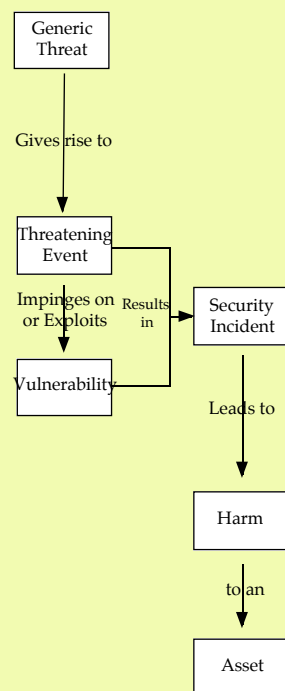 Generic
Threat
Gives rise to
Threatening
Event
Impinges on
or Exploits
Results
in
Vulnerability
Security
Incident
Leads to
Harm
to an
Asset